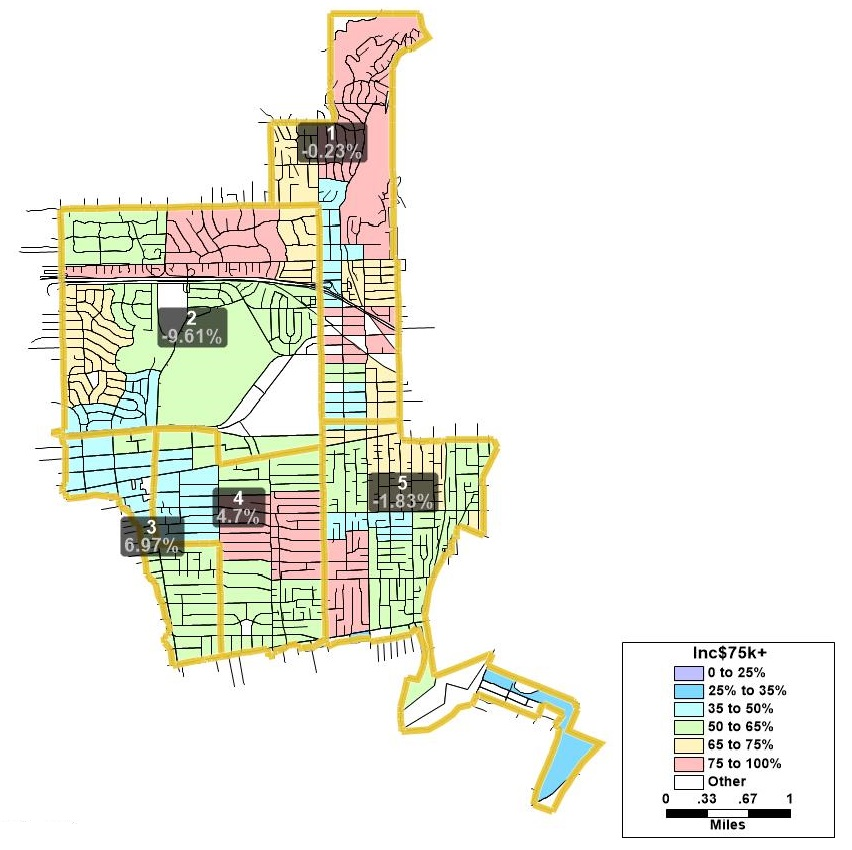 1
-0.23%
2
-9.61%
5
-1.83%
4
4.7%
3
6.97%
Inc$75k+
0 to 25%
25% to 35%
35 to 50%
50 to 65%
65 to 75%
75 to 100%
Other
0 .33 .67 1
Miles